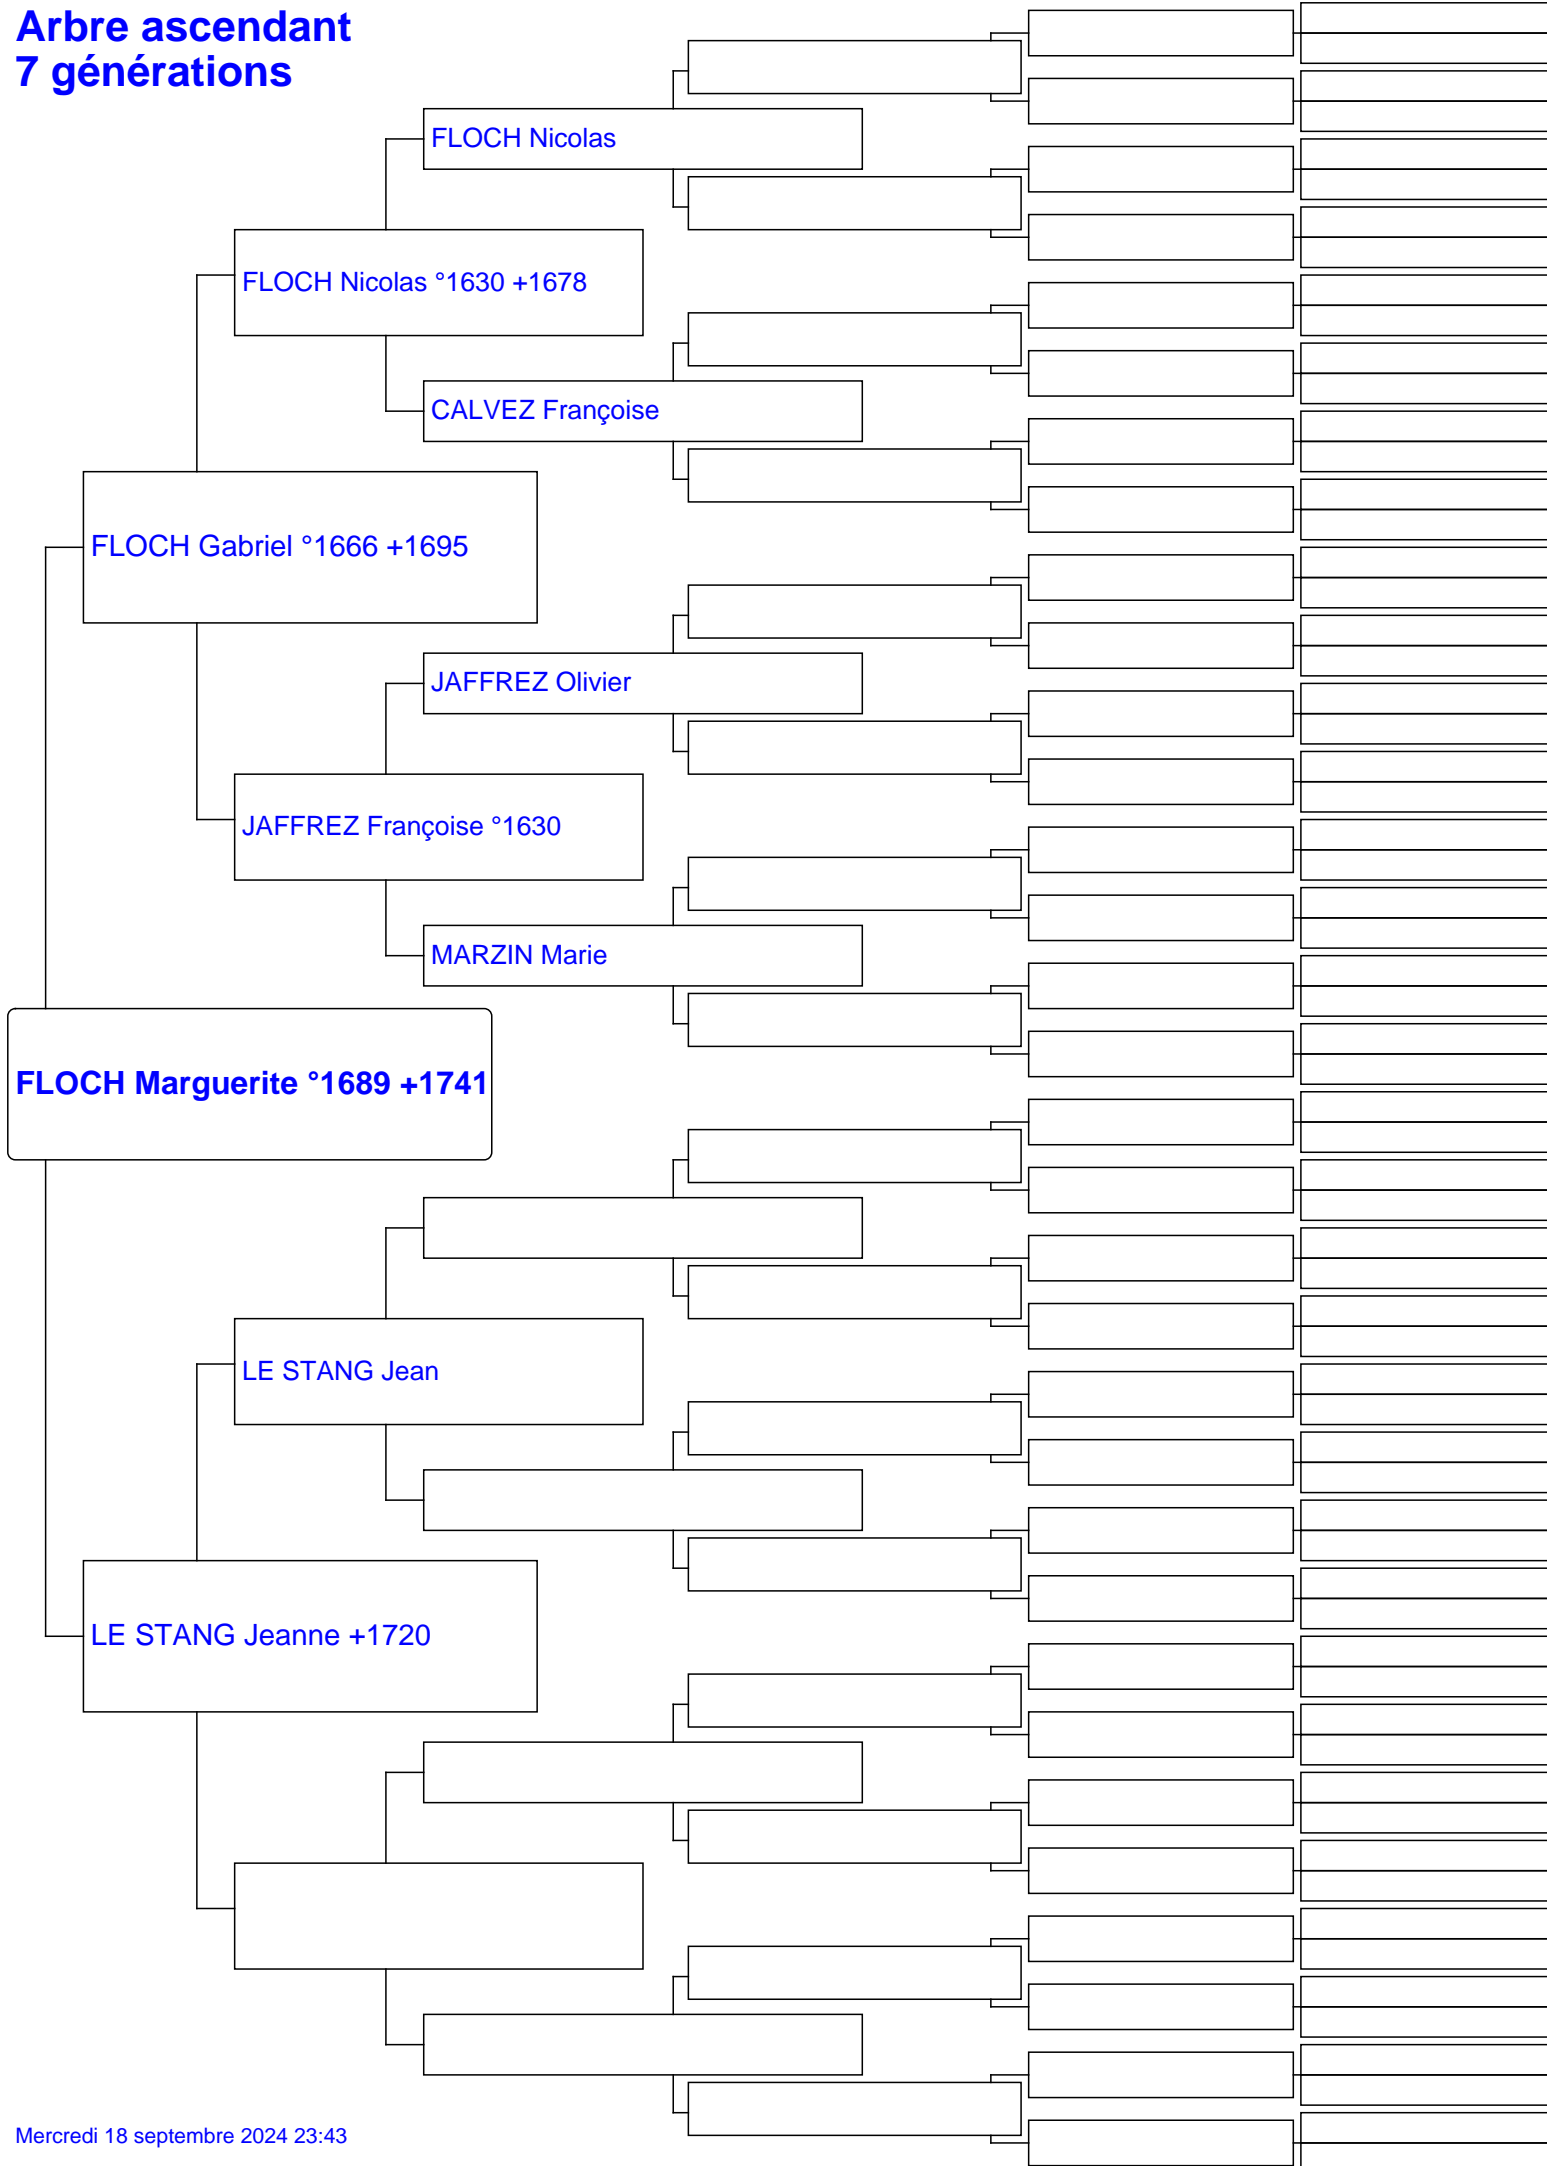 Arbre ascendant
7 générations
FLOCH Nicolas
FLOCH Nicolas °1630 +1678
CALVEZ Françoise
FLOCH Gabriel °1666 +1695
JAFFREZ Olivier
JAFFREZ Françoise °1630
MARZIN Marie
FLOCH Marguerite °1689 +1741
LE STANG Jean
LE STANG Jeanne +1720
Mercredi 18 septembre 2024 23:43